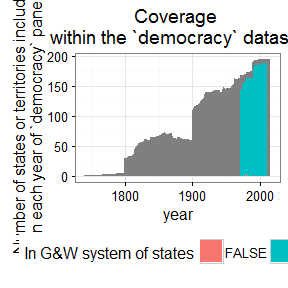 Coverage
within the `democracy` datas
Number of states or territories includ
n each year of `democracy` pane
200
150
100
50
0
1800
1900
2000
year
In G&W system of states
FALSE